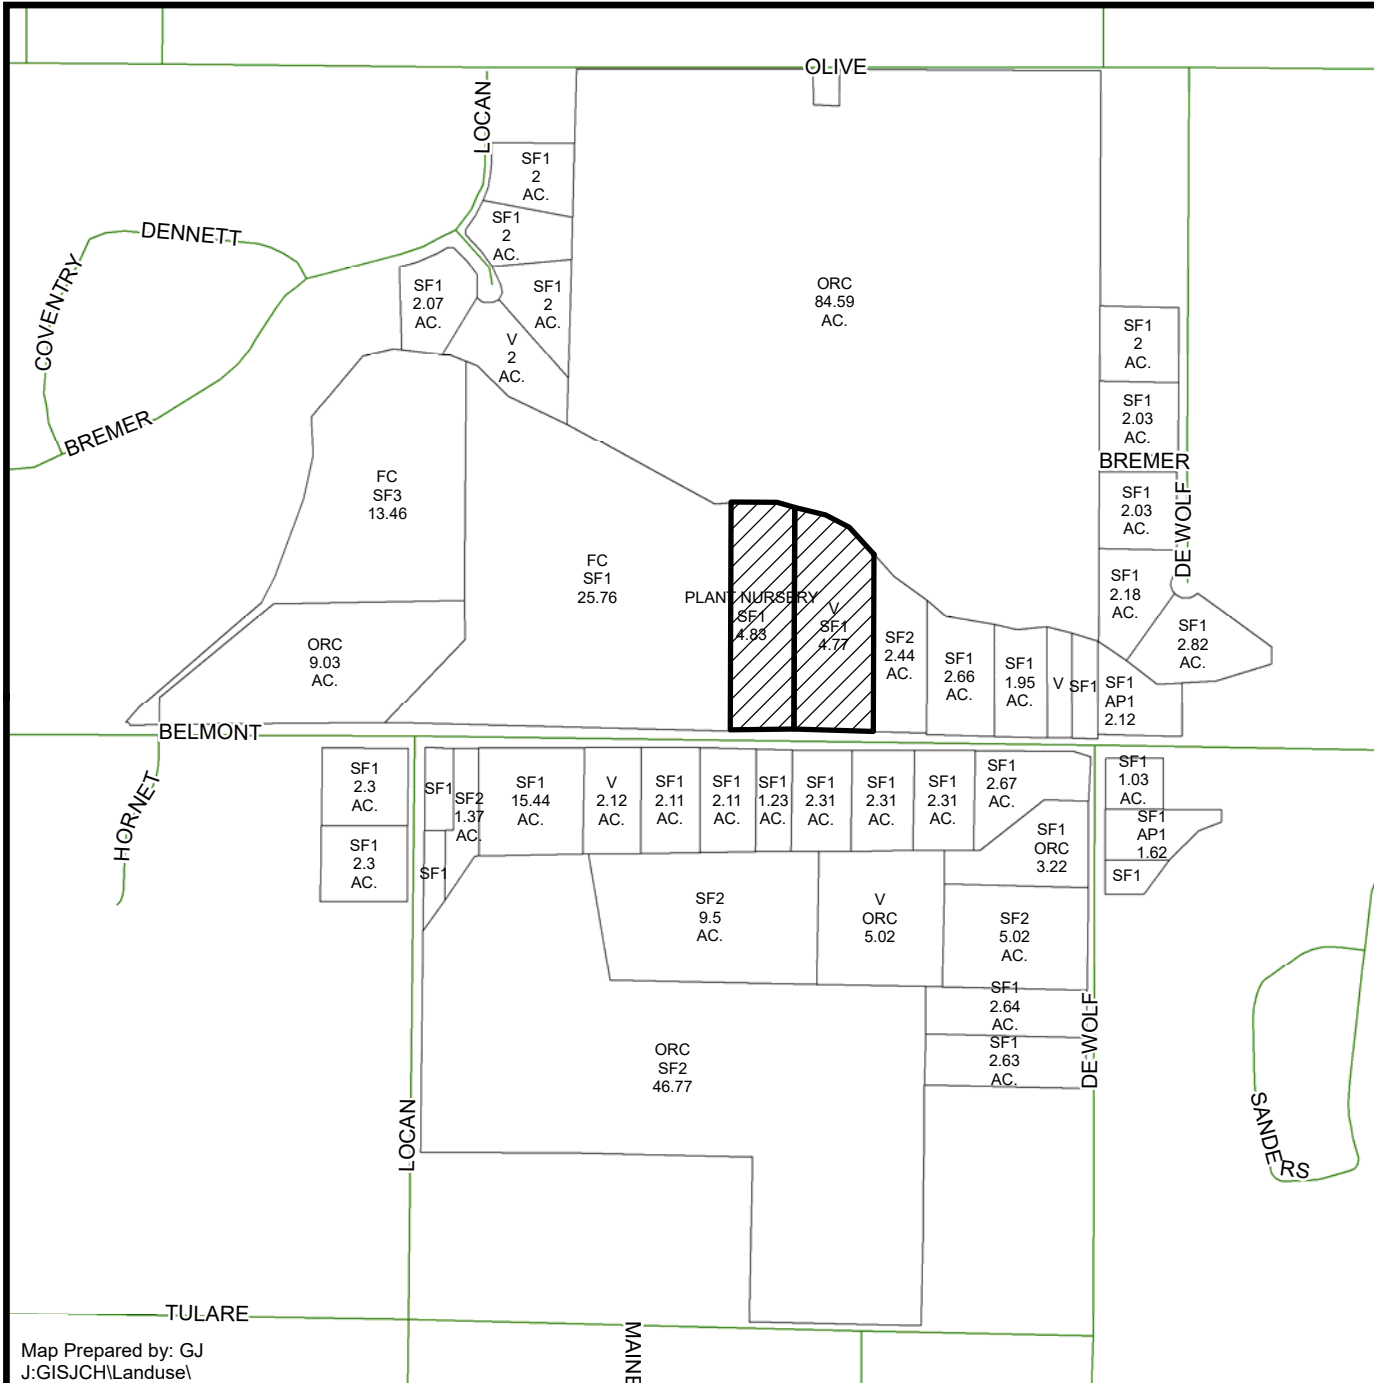 OLIVE
LOCAN
SF1
2
AC.
SF1
2
AC.
DENNETT
COVENTRY
SF1
2.07
AC.
SF1
2
AC.
ORC
84.59
AC.
V
2
AC.
SF1
2
AC.
SF1
2.03
AC.
BREMER
BREMER
FC
SF3
13.46
SF1
2.03
AC.
DE WOLF
FC
SF1
25.76
PLANT NURSERY
SF1
4.83
V
SF1
4.77
SF1
2.18
AC.
SF1
2.82
AC.
ORC
9.03
AC.
SF2
2.44
AC.
SF1
2.66
AC.
SF1
1.95
AC.
V
SF1
SF1
AP1
2.12
BELMONT
HORNET
SF1
2.3
AC.
SF1
SF2
1.37
AC.
SF1
15.44
AC.
V
2.12
AC.
SF1
2.11
AC.
SF1
2.11
AC.
SF1
1.23
AC.
SF1
2.31
AC.
SF1
2.31
AC.
SF1
2.31
AC.
SF1
2.67
AC.
SF1
1.03
AC.
SF1
AP1
1.62
SF1
ORC
3.22
SF1
2.3
AC.
SF1
SF1
SF2
9.5
AC.
V
ORC
5.02
SF2
5.02
AC.
SF1
2.64
AC.
SF1
2.63
AC.
DE WOLF
ORC
SF2
46.77
LOCAN
SANDERS
TULARE
MAINE
Map Prepared by: GJ
J:GISJCH\Landuse\